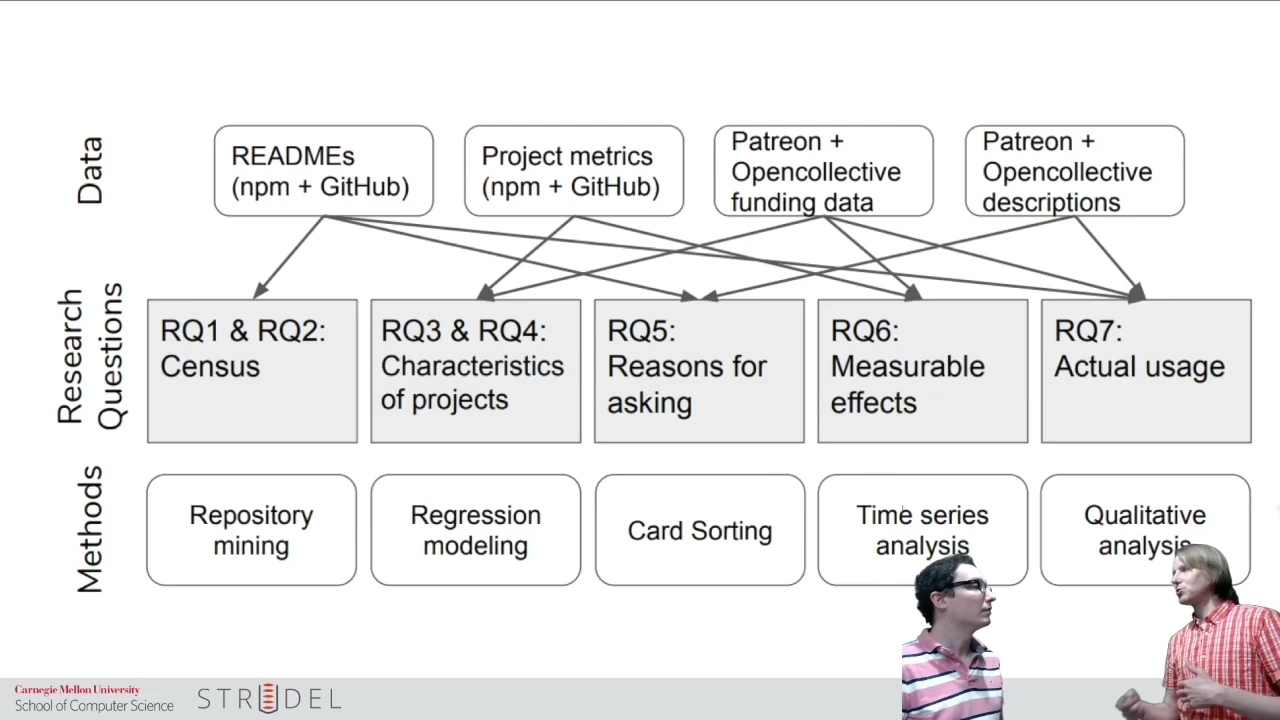 Data
READMEs
(npm + GitHub)
Project metrics
(npm + GitHub)
Patreon +
Opencollective
funding data
Patreon +
Opencollective
descriptions
Research
Questions
RQ1 & RQ2:
Census
RQ3 & RQ4:
Characteristics
of projects
RQ5:
Reasons for
asking
RQ6:
Measurable
effects
RQ7:
Actual usage
Methods
Repository
mining
Regression
modeling
Card Sorting
Time series
analysis
Qualitative
analysis
Carnegie Mellon University
School of Computer Science
STRUDEL